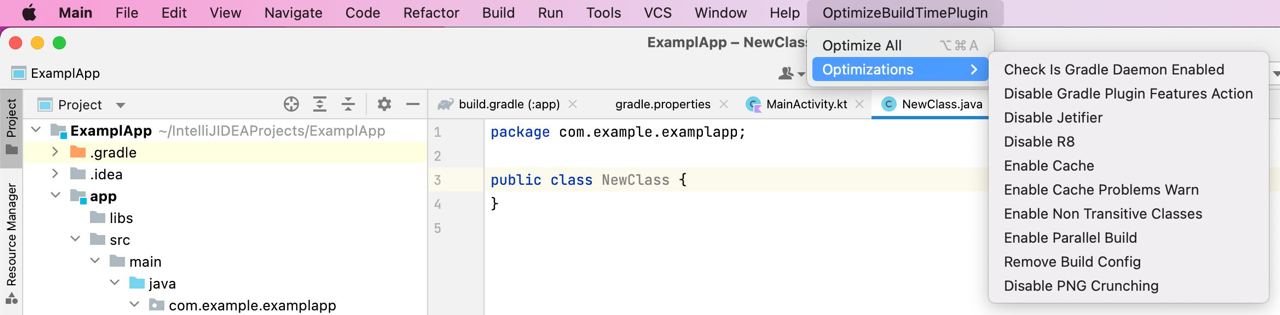 Main File Edit View Navigate Code Refactor Build Run Tools VCS Window Help OptimizeBuildTimePlugin
ExamplApp – NewClas
Optimize All ⌥⌘A
Optimizations
ExamplApp
Check Is Gradle Daemon Enabled
Disable Gradle Plugin Features Action
Disable Jetifier
Disable R8
Enable Cache
Enable Cache Problems Warn
Enable Non Transitive Classes
Enable Parallel Build
Remove Build Config
Disable PNG Crunching
Project
Resource Manager
Project
build.gradle (:app)
gradle.properties
MainActivity.kt
NewClass.java
ExamplApp ~/IntelliJIDEAProjects/ExamplApp
.gradle
.idea
app
libs
src
main
java
com.example.examplapp
1 package com.example.examplapp;
2
3 public class NewClass {
4 }
5